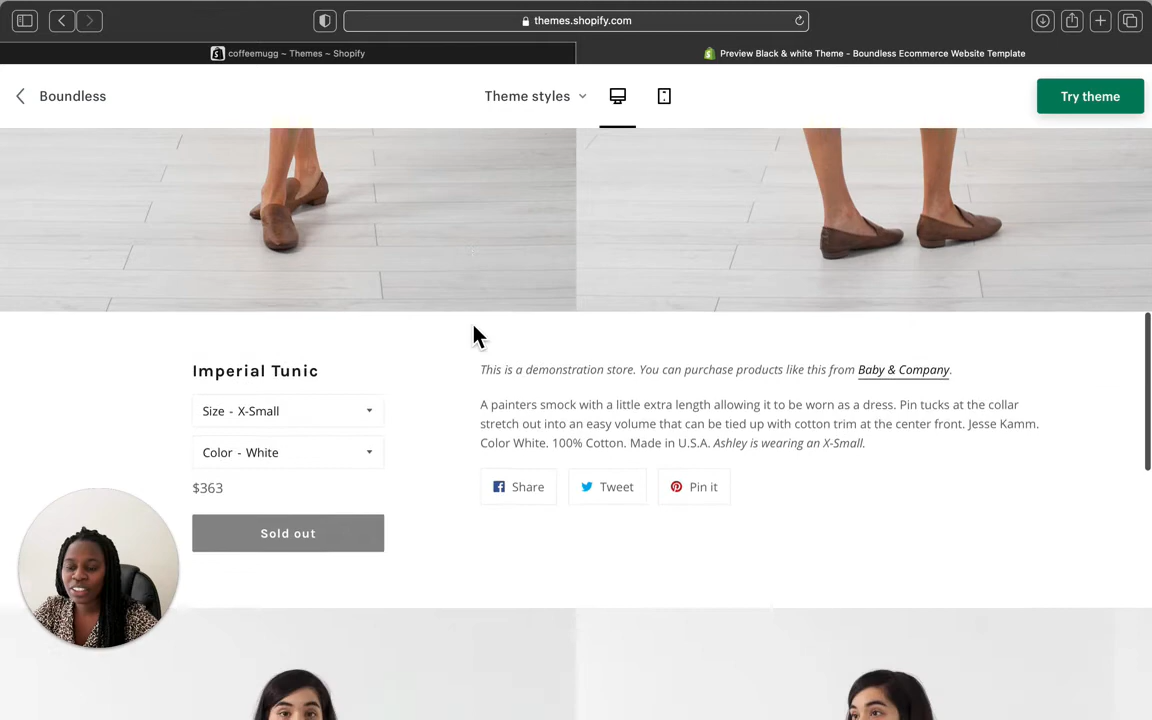 themes.shopify.com
coffeemugg ~ Themes ~ Shopify
Preview Black & white Theme - Boundless Ecommerce Website Template
Boundless
Theme styles
Try theme
Imperial Tunic
Size - X-Small
Color - White
$363
Sold out
This is a demonstration store. You can purchase products like this from Baby & Company.
A painters smock with a little extra length allowing it to be worn as a dress. Pin tucks at the collar
stretch out into an easy volume that can be tied up with cotton trim at the center front. Jesse Kamm.
Color White. 100% Cotton. Made in U.S.A. Ashley is wearing an X-Small.
Share
Tweet
Pin it